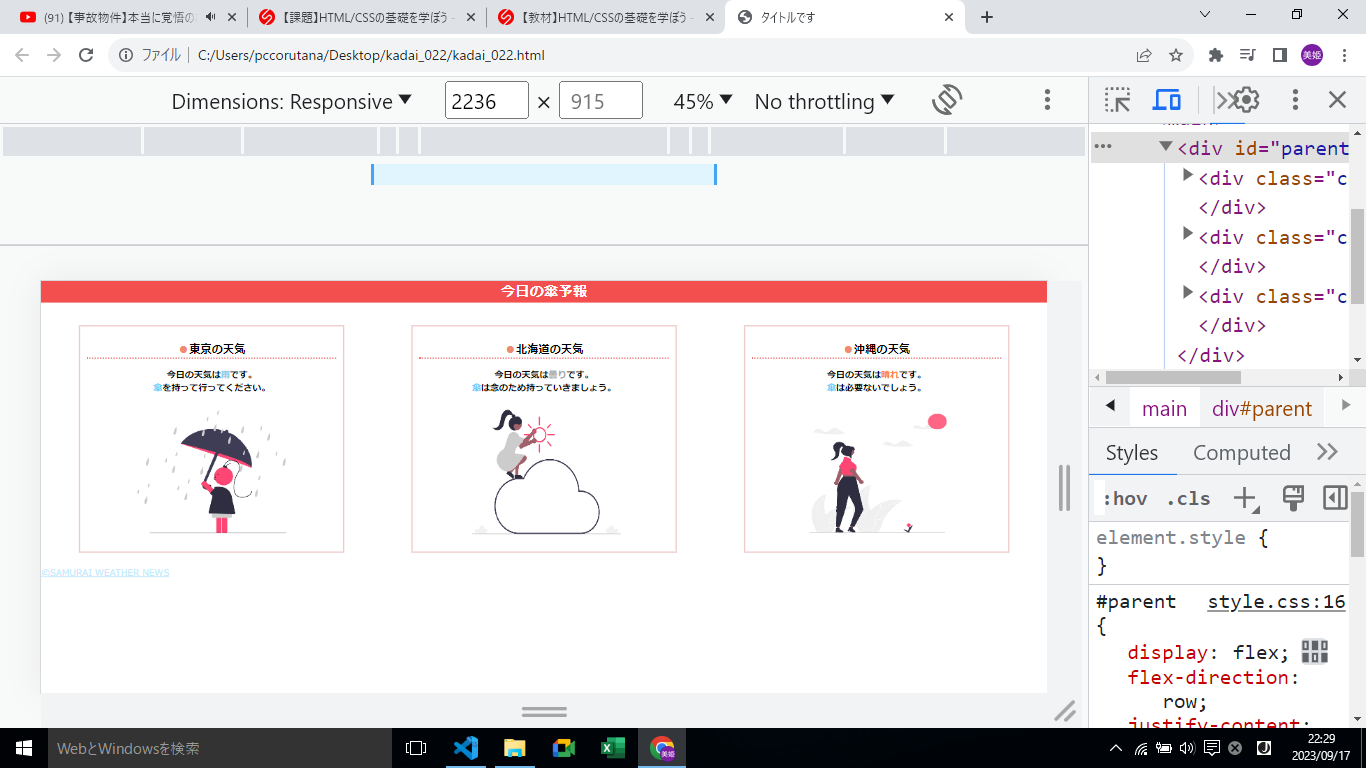 (91) 【事故物件】本当に覚悟の
【課題】HTML/CSSの基礎を学ぼう -
【教材】HTML/CSSの基礎を学ぼう -
タイトルです
ファイル | C:/Users/pccorutana/Desktop/kadai_022/kadai_022.html
美姫
Dimensions: Responsive ▼ 2236 × 915 45% ▼ No throttling ▼
今日の傘予報
東京の天気
今日の天気は雨です。
傘を持って行ってください。
北海道の天気
今日の天気は曇りです。
傘は念のため持っていきましょう。
沖縄の天気
今日の天気は晴れです。
傘は必要ないでしょう。
©SAMURAI WEATHER NEWS
<div id="parent
<div class="c
</div>
<div class="c
</div>
<div class="c
</div>
</div>
main div#parent
Styles Computed
:hov .cls
element.style {
}
#parent style.css:16
{
display: flex;
flex-direction:
row;
justify-content:
WebとWindowsを検索
美姫
22:29
2023/09/17